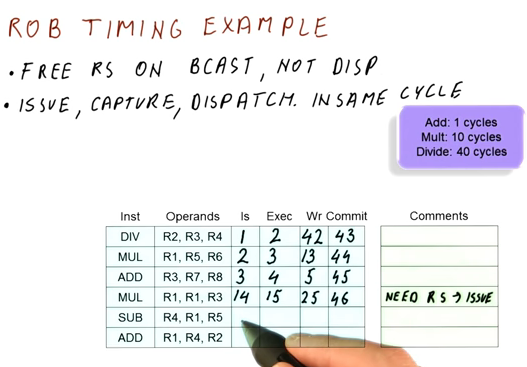 ROB TIMING EXAMPLE
• FREE RS ON BCAST, NOT DISP
• ISSUE, CAPTURE, DISPATCH. IN SAME CYCLE
Add: 1 cycles
Mult: 10 cycles
Divide: 40 cycles
Inst Operands Is Exec Wr Commit Comments
DIV R2, R3, R4 1 2 42 43
MUL R1, R5, R6 2 3 13 44
ADD R3, R7, R8 3 4 5 45
MUL R1, R1, R3 14 15 25 46 NEED RS → ISSUE
SUB R4, R1, R5
ADD R1, R4, R2